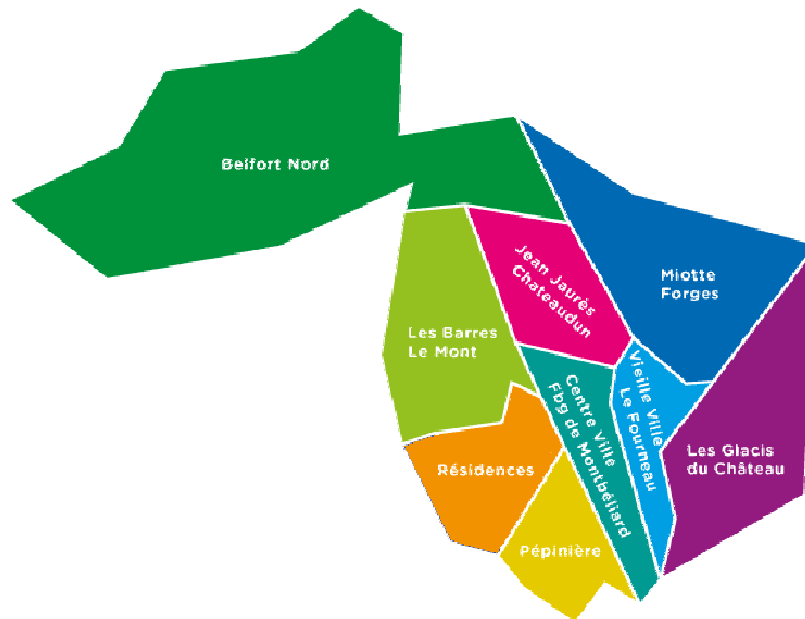 Belfort Nord
Miotte
Forges
Jean Jaurès
Chateaudun
Les Barres
Le Mont
Vieille Ville
Le Fourneau
Centre Ville
Fbg de Montbéliard
Les Glacis
du Château
Résidences
Pépinière